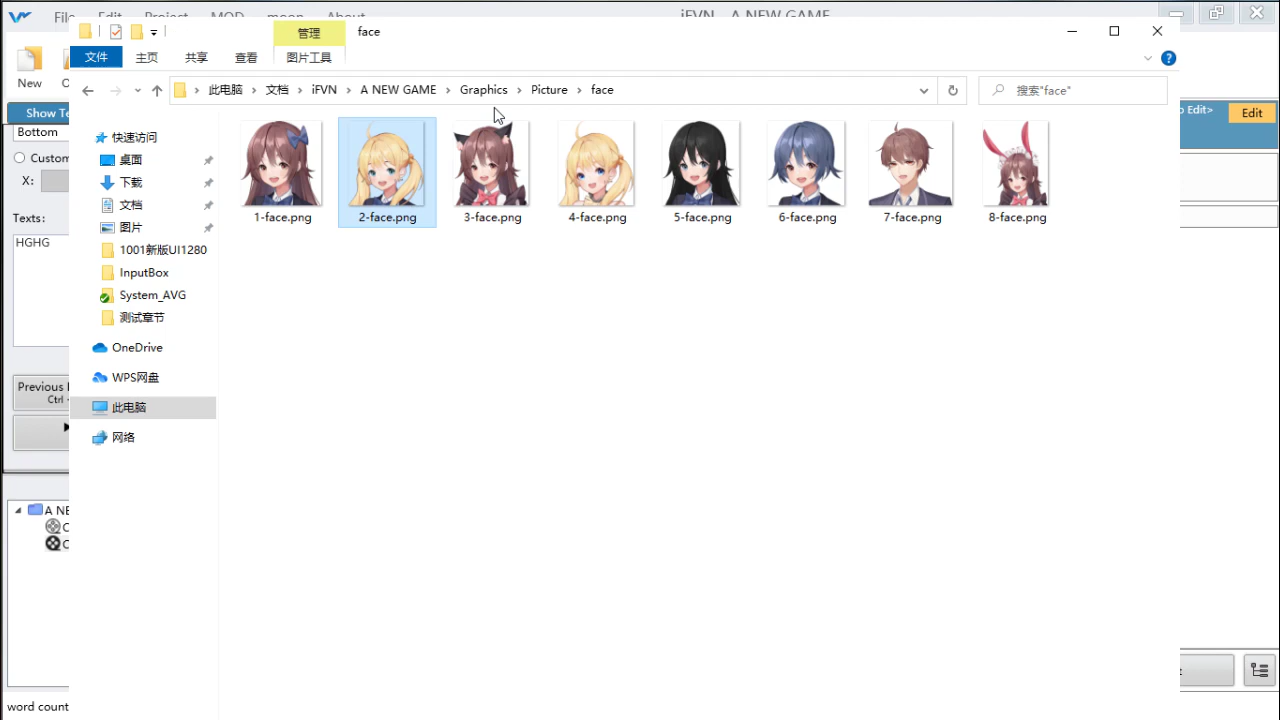 File Edit Project MOD moon About
iFVN A NEW GAME
管理
face
文件 主页 共享 查看 图片工具
New
此电脑 文档 iFVN A NEW GAME Graphics Picture face
搜索"face"
Bottom
Edit> Edit
Custom
X:
Texts:
HGHG
Previous
Ctrl
快速访问
桌面
下载
文档
图片
1001新版UI1280
InputBox
System_AVG
测试章节
OneDrive
WPS网盘
此电脑
网络
1-face.png 2-face.png 3-face.png 4-face.png 5-face.png 6-face.png 7-face.png 8-face.png
word count